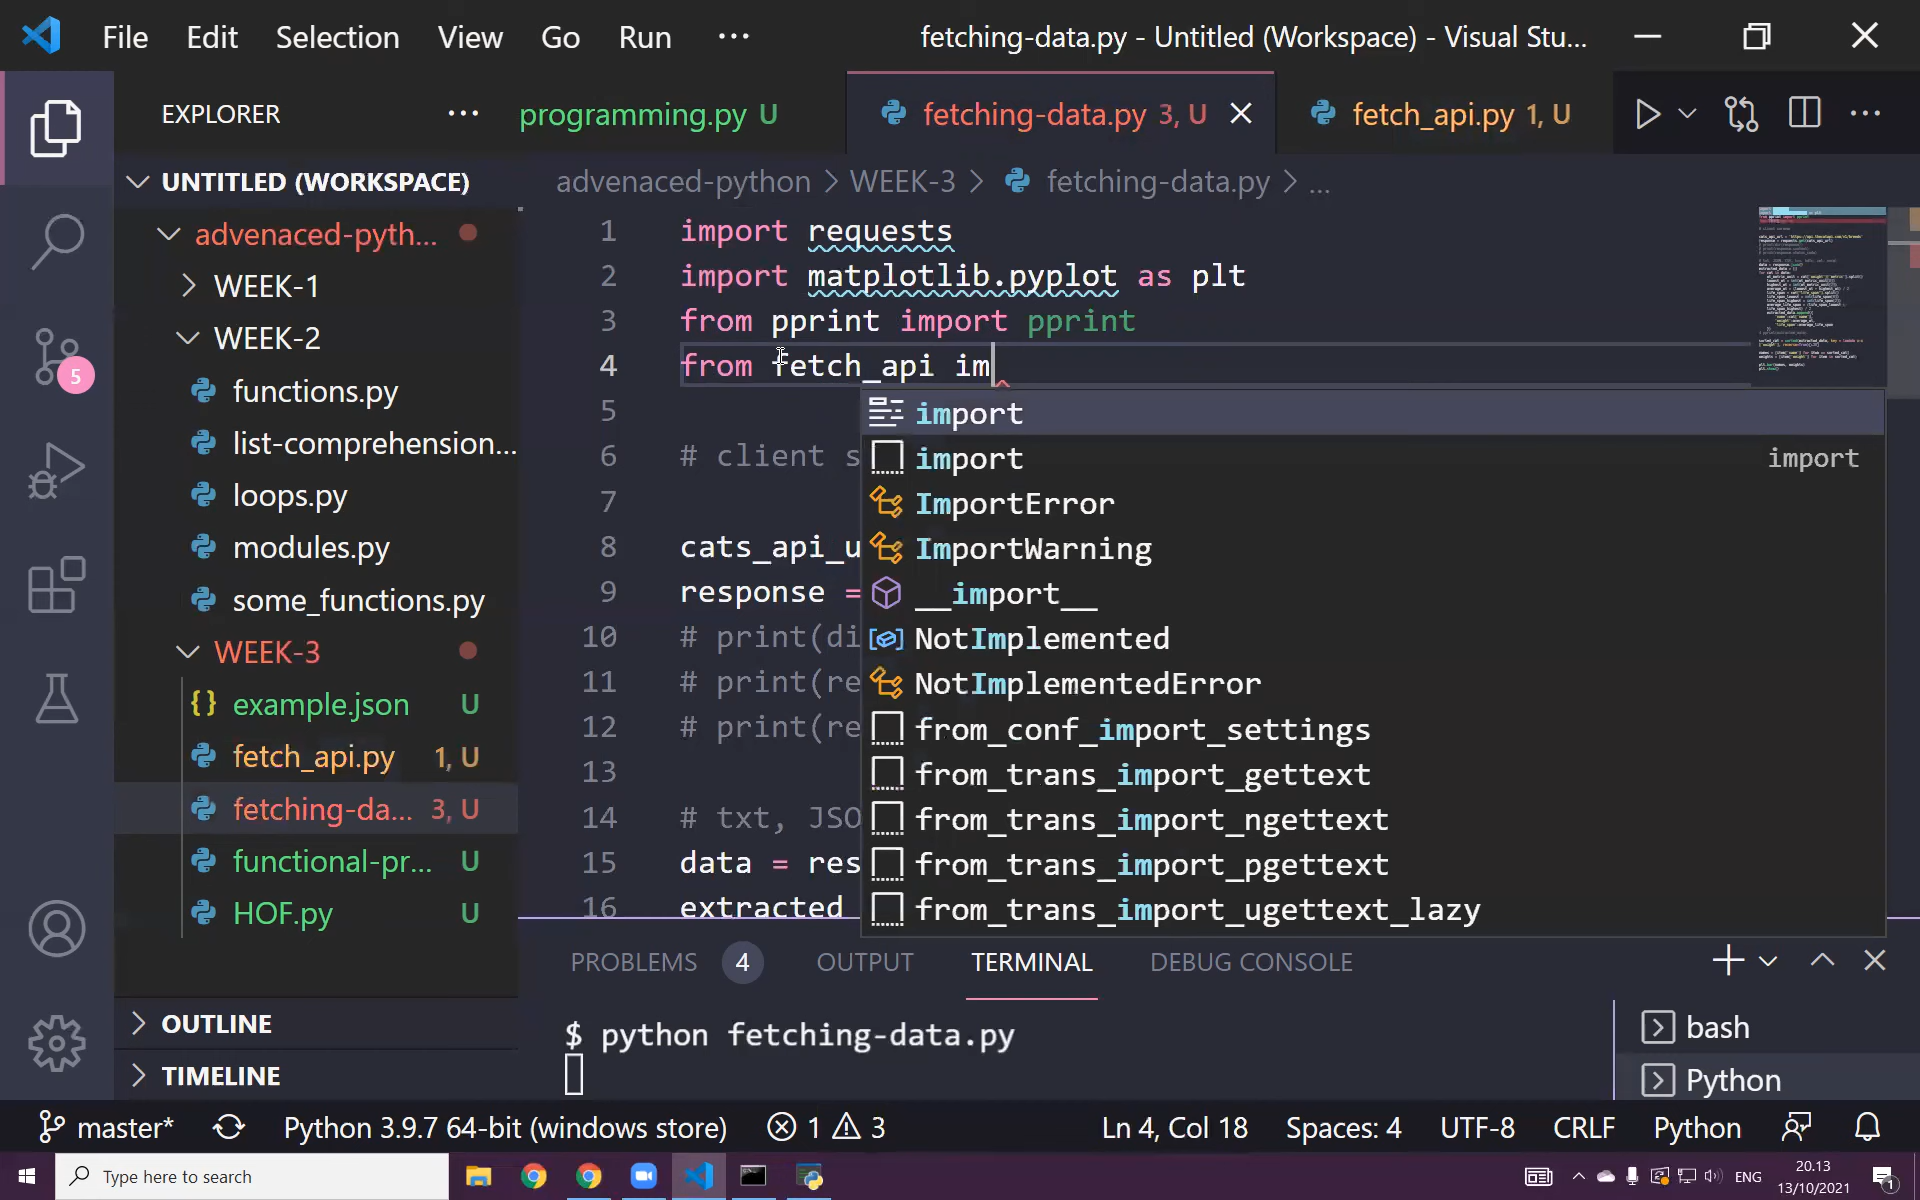 File Edit Selection View Go Run ··· fetching-data.py - Untitled (Workspace) - Visual Stu...
EXPLORER ···
programming.py U
fetching-data.py 3, U
fetch_api.py 1, U
UNTITLED (WORKSPACE)
advenaced-pyth...
WEEK-1
WEEK-2
functions.py
list-comprehension...
loops.py
modules.py
some_functions.py
WEEK-3
example.json U
fetch_api.py 1, U
fetching-da... 3, U
functional-pr... U
HOF.py U
OUTLINE
TIMELINE
5
advenaced-python > WEEK-3 > fetching-data.py > ...
1 import requests
2 import matplotlib.pyplot as plt
3 from pprint import pprint
4 from fetch_api im
5
6 # client s
7
8 cats_api_u
9 response =
10 # print(di
11 # print(re
12 # print(re
13
14 # txt, JSO
15 data = res
16 extracted
import
import import
ImportError
ImportWarning
__import__
NotImplemented
NotImplementedError
from_conf_import_settings
from_trans_import_gettext
from_trans_import_ngettext
from_trans_import_pgettext
from_trans_import_ugettext_lazy
PROBLEMS 4 OUTPUT TERMINAL DEBUG CONSOLE
$ python fetching-data.py
bash
Python
master* Python 3.9.7 64-bit (windows store) 1 3 Ln 4, Col 18 Spaces: 4 UTF-8 CRLF Python
Type here to search
ENG
20.13
13/10/2021
1